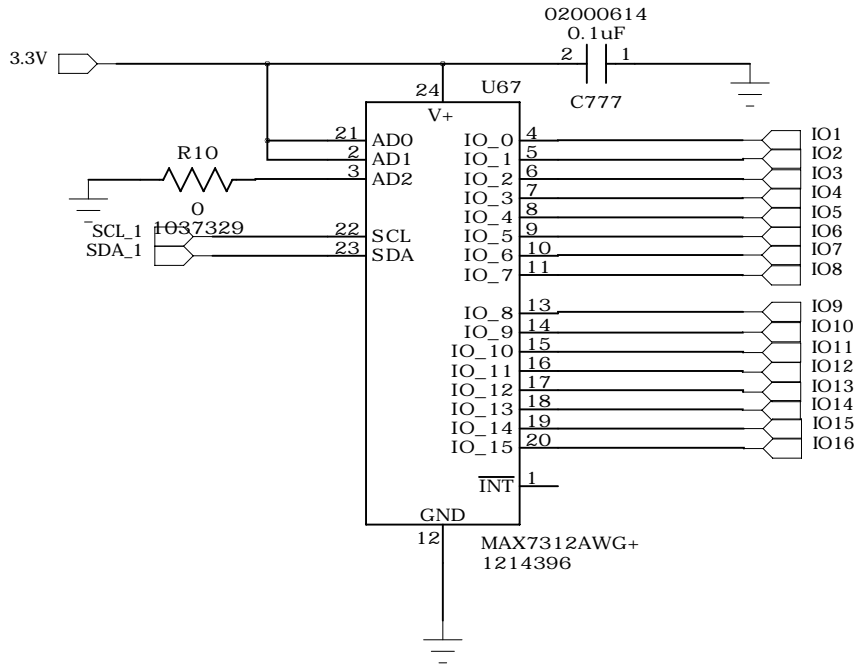 02000614
0.1uF
3.3V
2
1
C777
24
U67
V+
21
AD0
2
AD1
3
AD2
R10
0
1037329
SCL_1
22
SCL
SDA_1
23
SDA
IO_0
4
IO1
IO_1
5
IO2
IO_2
6
IO3
IO_3
7
IO4
IO_4
8
IO5
IO_5
9
IO6
IO_6
10
IO7
IO_7
11
IO8
IO_8
13
IO9
IO_9
14
IO10
IO_10
15
IO11
IO_11
16
IO12
IO_12
17
IO13
IO_13
18
IO14
IO_14
19
IO15
IO_15
20
IO16
INT
1
GND
12
MAX7312AWG+
1214396